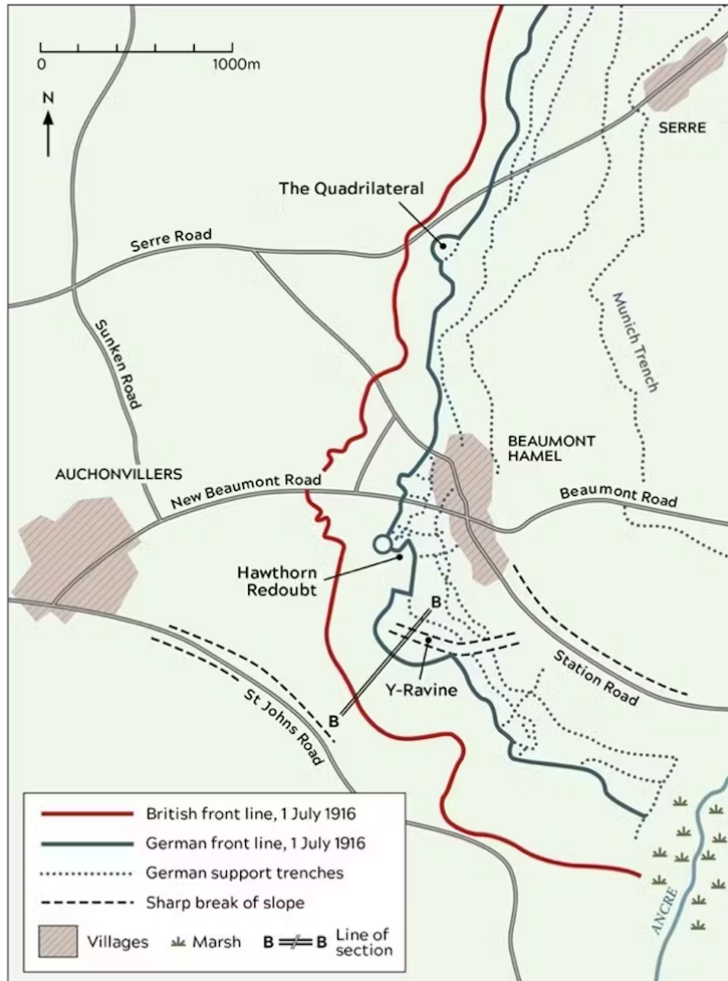 0
1000m
N
SERRE
The Quadrilateral
Serre Road
Sunken Road
Munich Trench
BEAUMONT
HAMEL
AUCHONVILLERS
New Beaumont Road
Beaumont Road
Hawthorn
Redoubt
B
Y-Ravine
Station Road
B
St Johns Road
British front line, 1 July 1916
German front line, 1 July 1916
German support trenches
Sharp break of slope
Villages
Marsh
B B
Line of
section
ANCRE